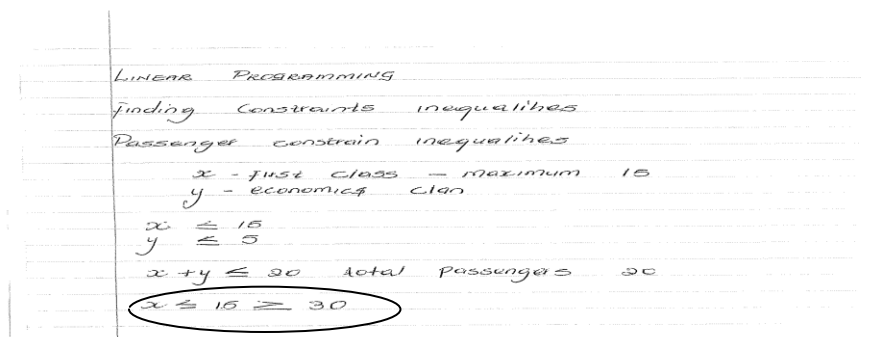 LINEAR PROGRAMMING
Finding Constraints inequalities
Passenger constrain inequalities
x - first class - maximum 15
y - economics clan
x ≤ 15
y ≤ 5
x + y ≤ 20 total passengers 20
x ≤ 15 ≥ 30